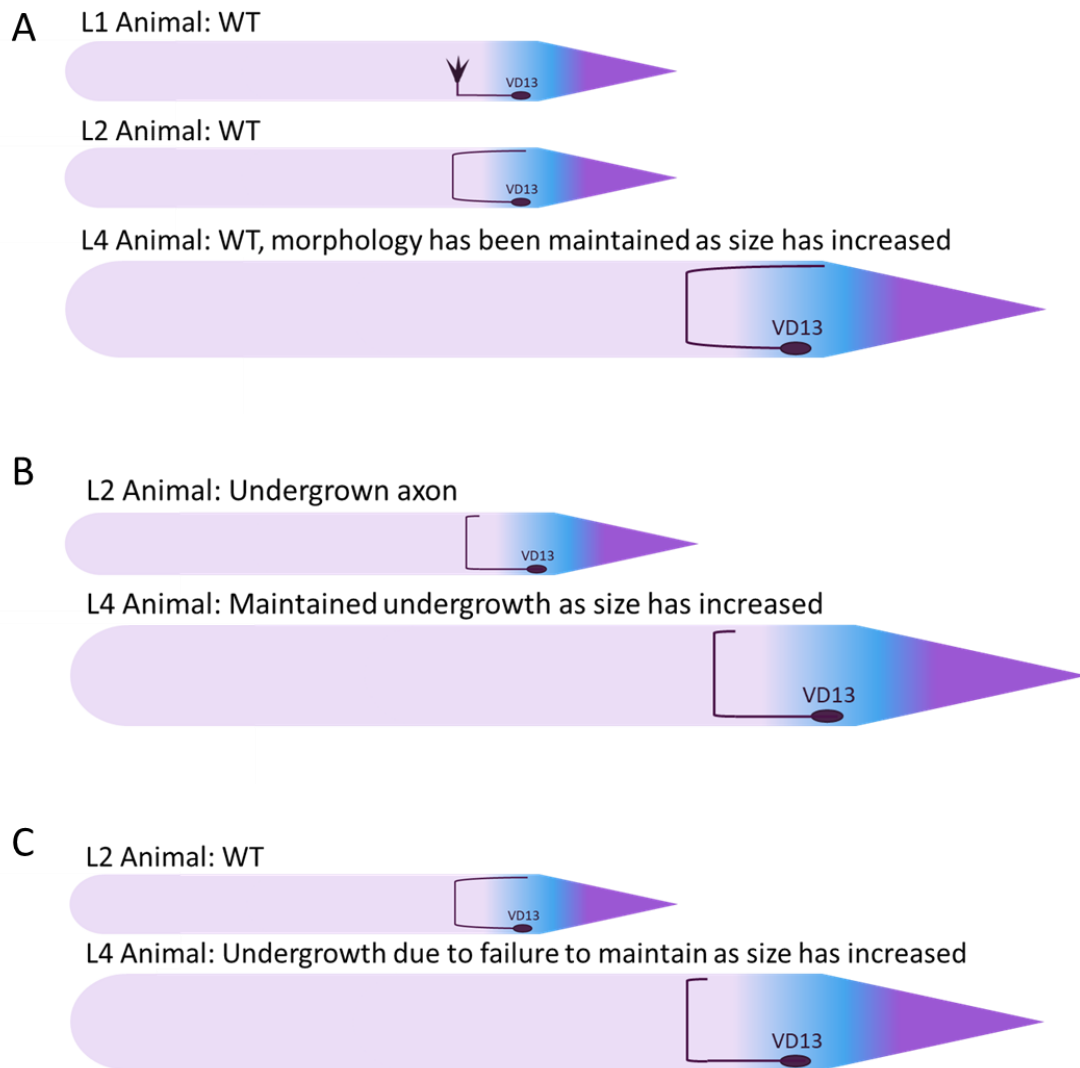 A
L1 Animal: WT
VD13
L2 Animal: WT
VD13
L4 Animal: WT, morphology has been maintained as size has increased
VD13
B
L2 Animal: Undergrown axon
VD13
L4 Animal: Maintained undergrowth as size has increased
VD13
C
L2 Animal: WT
VD13
L4 Animal: Undergrowth due to failure to maintain as size has increased
VD13